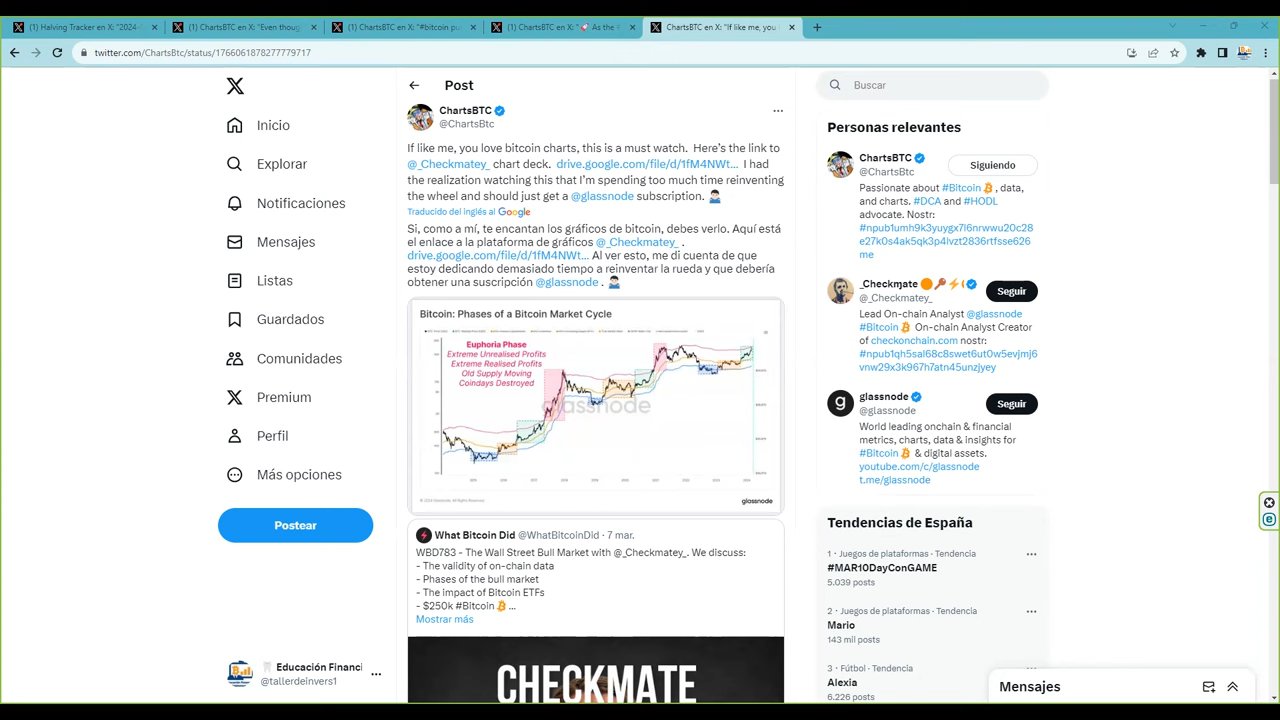 (1) Halving Tracker en X: "2024-
(1) ChartsBTC en X: "Even thoug
(1) ChartsBTC en X: "#bitcoin pu
(1) ChartsBTC en X: "🚀 As the
ChartsBTC en X: "If like me, you
twitter.com/ChartsBtc/status/1766061878277779717
Inicio
Explorar
Notificaciones
Mensajes
Listas
Guardados
Comunidades
Premium
Perfil
Más opciones
Postear
Educación Financi
@tallerdeinvers1
Post
ChartsBTC
@ChartsBtc
If like me, you love bitcoin charts, this is a must watch. Here's the link to
@_Checkmatey_ chart deck. drive.google.com/file/d/1fM4NWt… I had
the realization watching this that I'm spending too much time reinventing
the wheel and should just get a @glassnode subscription. 🤷🏻‍♂️
Traducido del inglés al Google
Si, como a mí, te encantan los gráficos de bitcoin, debes verlo. Aquí está
el enlace a la plataforma de gráficos @_Checkmatey_ .
drive.google.com/file/d/1fM4NWt… Al ver esto, me di cuenta de que
estoy dedicando demasiado tiempo a reinventar la rueda y que debería
obtener una suscripción @glassnode . 🤷🏻‍♂️
Bitcoin: Phases of a Bitcoin Market Cycle
Euphoria Phase
Extreme Unrealised Profits
Extreme Realised Profits
Old Supply Moving
Coindays Destroyed
glassnode
glassnode
What Bitcoin Did @WhatBitcoinDid · 7 mar.
WBD783 - The Wall Street Bull Market with @_Checkmatey_. We discuss:
- The validity of on-chain data
- Phases of the bull market
- The impact of Bitcoin ETFs
- $250k #Bitcoin ...
Mostrar más
CHECKMATE
Buscar
Personas relevantes
ChartsBTC
@ChartsBtc
Siguiendo
Passionate about #Bitcoin , data,
and charts. #DCA and #HODL
advocate. Nostr:
#npub1umh9k3yuygx7l6nrwwu20c28
e27k0s4ak5qk3p4lvzt2836rtfsse626
me
_Checkmate 🟠🔑⚡
@_Checkmatey_
Seguir
Lead On-chain Analyst @glassnode
#Bitcoin On-chain Analyst Creator
of checkonchain.com nostr:
#npub1qh5sal68c8swet6ut0w5evjmj6
vnw29x3k967h7atn45unzjyey
glassnode
@glassnode
Seguir
World leading onchain & financial
metrics, charts, data & insights for
#Bitcoin & digital assets.
youtube.com/c/glassnode
t.me/glassnode
Tendencias de España
1 · Juegos de plataformas · Tendencia
#MAR10DayConGAME
5.039 posts
2 · Juegos de plataformas · Tendencia
Mario
143 mil posts
3 · Fútbol · Tendencia
Alexia
6.226 posts
Mensajes